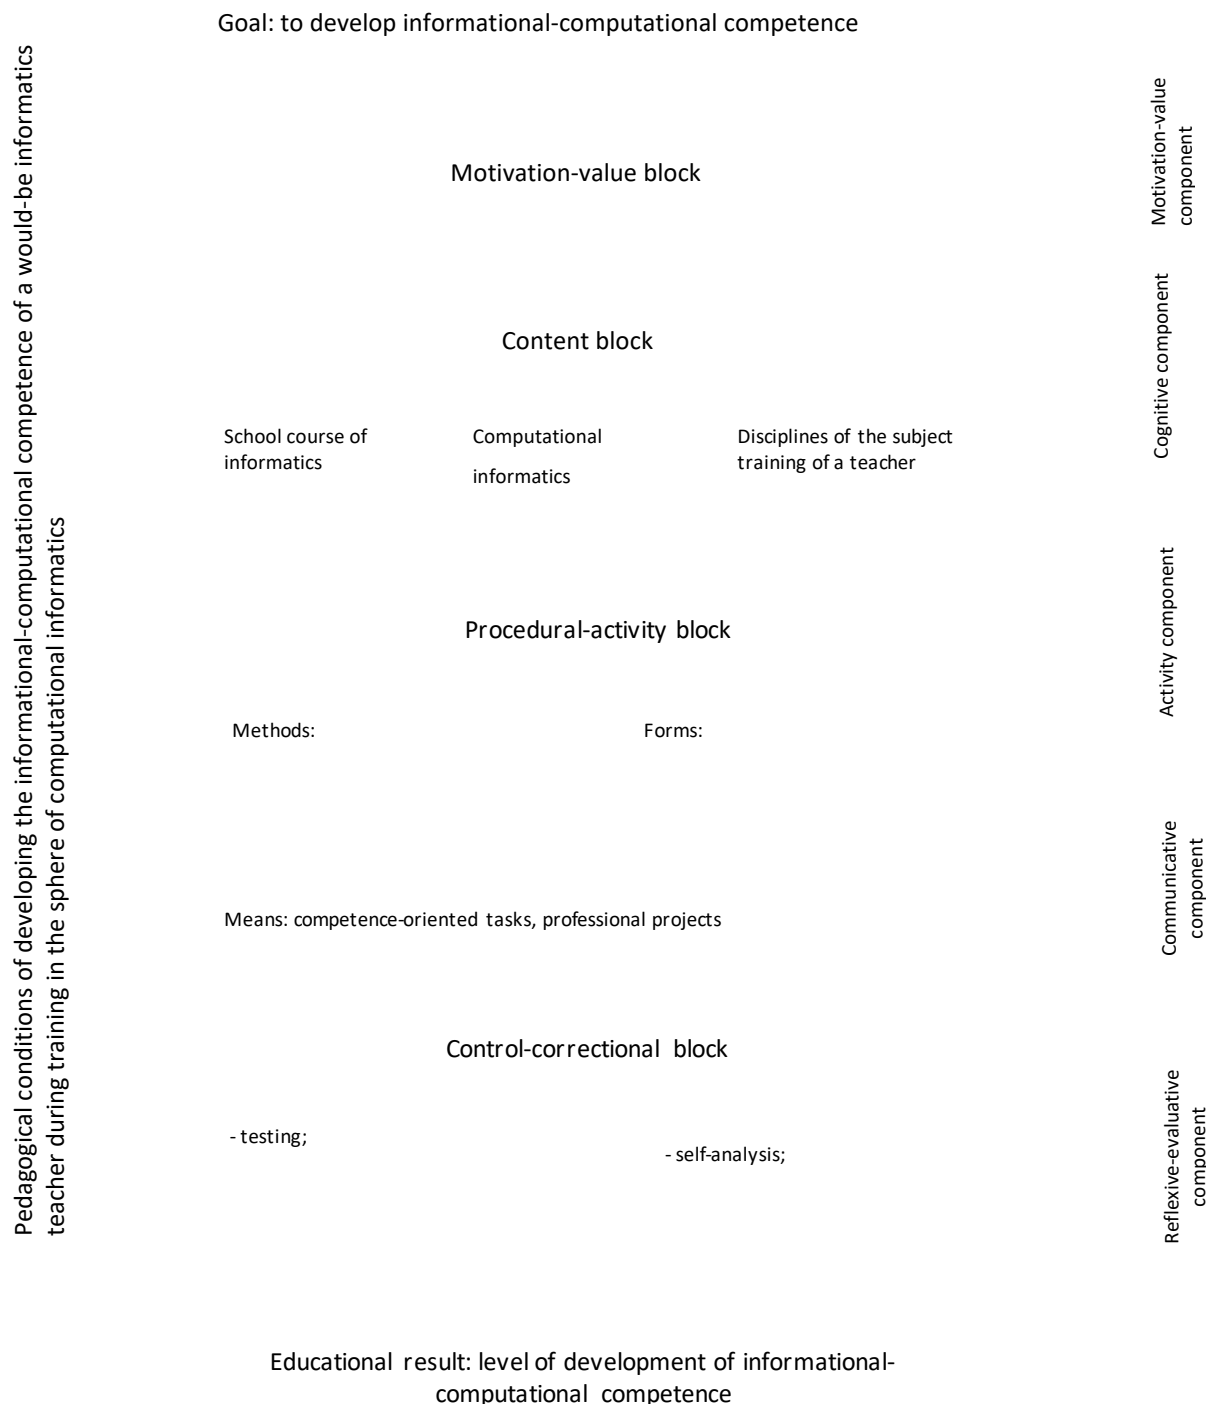 Goal: to develop informational-computational competence
Pedagogical conditions of developing the informational-computational competence of a would-be informatics
teacher during training in the sphere of computational informatics
Motivation-value block
Motivation-value
component
Content block
Cognitive component
School course of
informatics
Computational
informatics
Disciplines of the subject
training of a teacher
Procedural-activity block
Activity component
Methods:
Forms:
Communicative
component
Means: competence-oriented tasks, professional projects
Control-correctional block
Reflexive-evaluative
component
- testing;
- self-analysis;
Educational result: level of development of informational-
computational competence